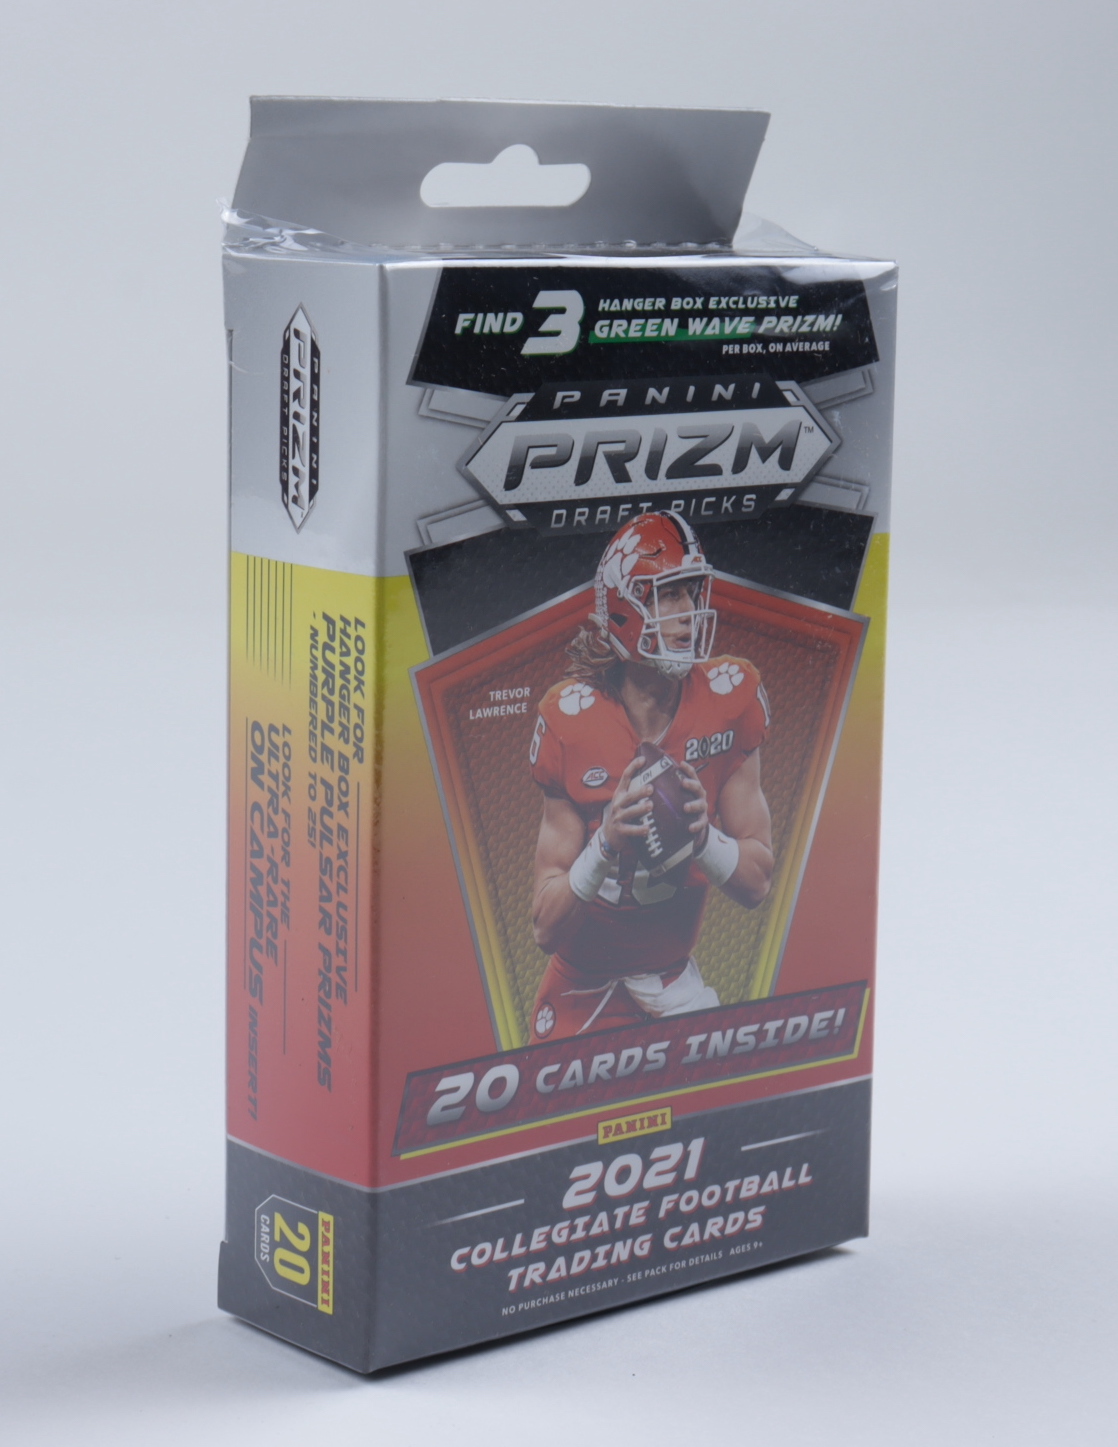 FIND 3
HANGER BOX EXCLUSIVE
GREEN WAVE PRIZM!
PER BOX, ON AVERAGE
PANINI
PRIZM™
DRAFT PICKS
TREVOR
LAWRENCE
2020
ACC
16
20 CARDS INSIDE!
PANINI
2021
COLLEGIATE FOOTBALL
TRADING CARDS
NO PURCHASE NECESSARY - SEE PACK FOR DETAILS AGES 9+
PANINI
PRIZM
DRAFT PICKS
LOOK FOR
HANGER BOX EXCLUSIVE
PURPLE PULSAR PRIZMS
- NUMBERED TO 25!
LOOK FOR THE
ULTRA-RARE
ON CAMPUS INSERT!
PANINI
20
CARDS